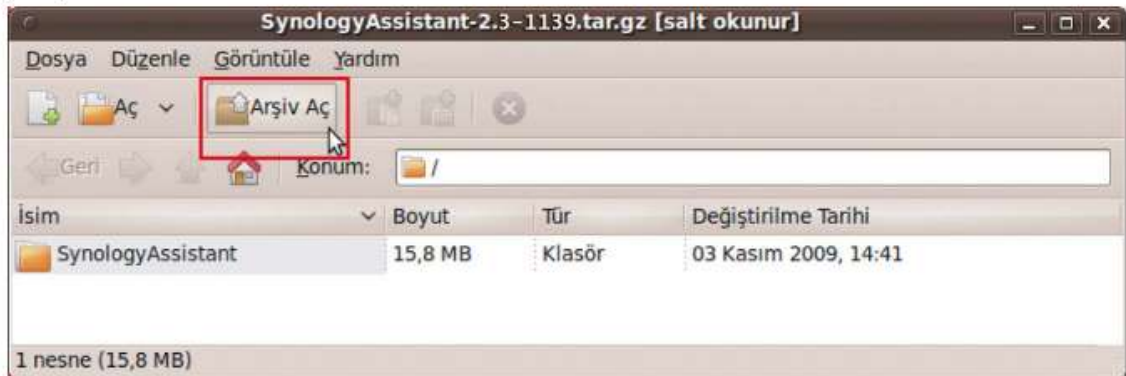 SynologyAssistant-2.3-1139.tar.gz [salt okunur]
Dosya Düzenle Görüntüle Yardım
Aç Arşiv Aç
Geri Konum: /
İsim Boyut Tür Değiştirilme Tarihi
SynologyAssistant 15,8 MB Klasör 03 Kasım 2009, 14:41
1 nesne (15,8 MB)